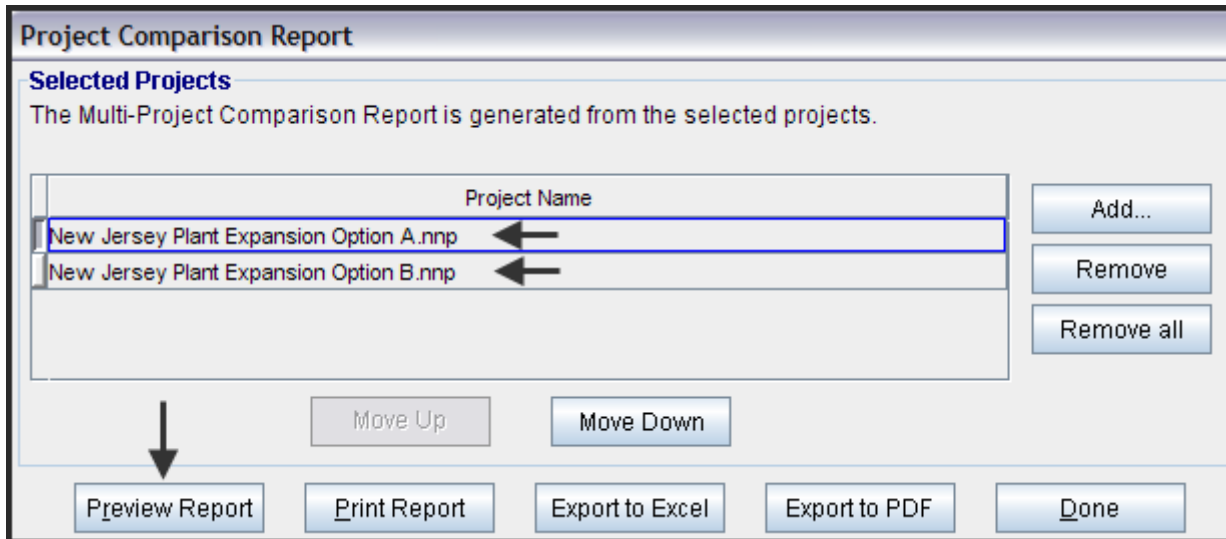 Project Comparison Report
Selected Projects
The Multi-Project Comparison Report is generated from the selected projects.
Project Name
New Jersey Plant Expansion Option A.nnp
New Jersey Plant Expansion Option B.nnp
Add...
Remove
Remove all
Move Up
Move Down
Preview Report
Print Report
Export to Excel
Export to PDF
Done